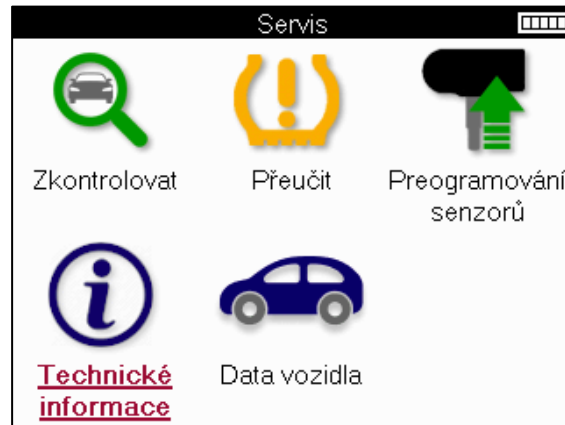 Servis
Zkontrolovat
Přeučit
Preogramování
senzorů
Technické
informace
Data vozidla